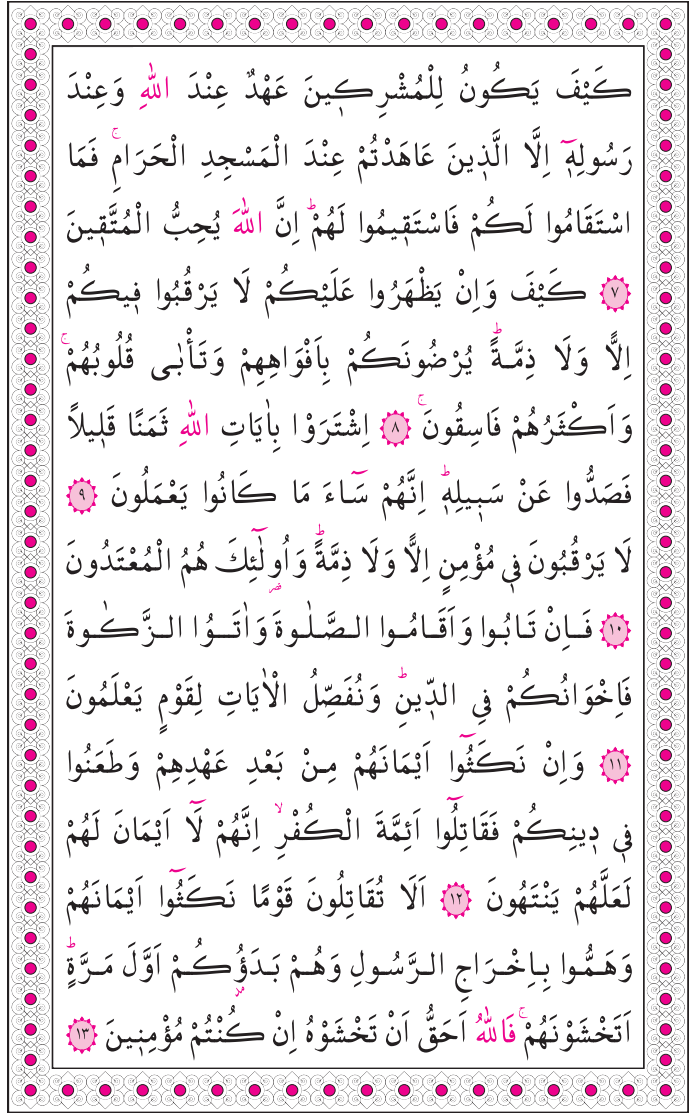 كَيْفَ يَكُونُ لِلْمُشْرِكٖينَ عَهْدٌ عِنْدَ اللّٰهِ وَعِنْدَ
رَسُولِهٖٓ اِلَّا الَّذٖينَ عَاهَدْتُمْ عِنْدَ الْمَسْجِدِ الْحَرَامِۚ فَمَا
اسْتَقَامُوا لَكُمْ فَاسْتَقٖيمُوا لَهُمْؕ اِنَّ اللّٰهَ يُحِبُّ الْمُتَّقٖينَ
﴿٧﴾ كَيْفَ وَاِنْ يَظْهَرُوا عَلَيْكُمْ لَا يَرْقُبُوا فٖيكُمْ
اِلًّا وَلَا ذِمَّةًؕ يُرْضُونَكُمْ بِاَفْوَاهِهِمْ وَتَأْبٰى قُلُوبُهُمْۚ
وَاَكْثَرُهُمْ فَاسِقُونَۚ ﴿٨﴾ اِشْتَرَوْا بِاٰيَاتِ اللّٰهِ ثَمَنًا قَلٖيلًا
فَصَدُّوا عَنْ سَبٖيلِهٖؕ اِنَّهُمْ سَٓاءَ مَا كَانُوا يَعْمَلُونَ ﴿٩﴾
لَا يَرْقُبُونَ فٖى مُؤْمِنٍ اِلًّا وَلَا ذِمَّةًؕ وَاُولٰٓئِكَ هُمُ الْمُعْتَدُونَ
﴿١٠﴾ فَاِنْ تَابُوا وَاَقَامُوا الصَّلٰوةَ وَاٰتَوُا الزَّكٰوةَ
فَاِخْوَانُكُمْ فِى الدّٖينِؕ وَنُفَصِّلُ الْاٰيَاتِ لِقَوْمٍ يَعْلَمُونَ
﴿١١﴾ وَاِنْ نَكَثُٓوا اَيْمَانَهُمْ مِنْ بَعْدِ عَهْدِهِمْ وَطَعَنُوا
فٖى دٖينِكُمْ فَقَاتِلُٓوا اَئِمَّةَ الْكُفْرِۙ اِنَّهُمْ لَٓا اَيْمَانَ لَهُمْ
لَعَلَّهُمْ يَنْتَهُونَ ﴿١٢﴾ اَلَا تُقَاتِلُونَ قَوْمًا نَكَثُٓوا اَيْمَانَهُمْ
وَهَمُّوا بِاِخْرَاجِ الرَّسُولِ وَهُمْ بَدَؤُكُمْ اَوَّلَ مَرَّةٍؕ
اَتَخْشَوْنَهُمْۚ فَاللّٰهُ اَحَقُّ اَنْ تَخْشَوْهُ اِنْ كُنْتُمْ مُؤْمِنٖينَ ﴿١٣﴾